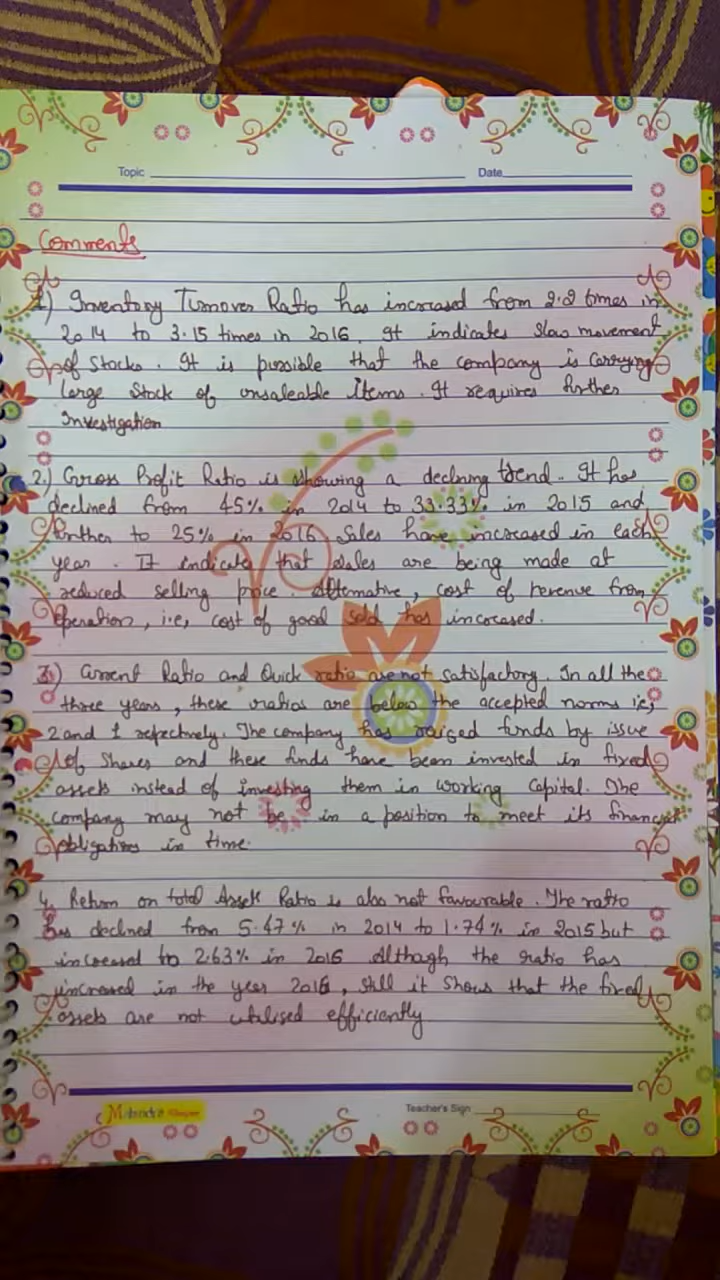 Topic
Date
Comments
1) Inventory Turnover Ratio has increased from 2.2 times in
2014 to 3.15 times in 2016. It indicates slow movement
of stocks. It is possible that the company is carrying
large stock of unsaleable items. It requires further
Investigation
2.) Gross Profit Ratio is showing a declining trend. It has
declined from 45% in 2014 to 33.33% in 2015 and
further to 25% in 2016 Sales have increased in each
year. It indicate that sales are being made at
reduced selling price. Alternative, cost of revenue from
Operation, i.e, cost of good sold has increased.
3) Current Ratio and Quick ratio are not satisfactory. In all the
three years, these ratios are below the accepted norms i.e,
2 and 1 respectively. The company has raised funds by issue
of shares and these funds have been invested in fixed
assets instead of investing them in working Capital. The
company may not be in a position to meet its financial
obligations in time.
4. Return on total Assets Ratio is also not favourable. The ratio
has declined from 5.47% in 2014 to 1.74% in 2015 but
increased to 2.63% in 2016 Although the ratio has
increased in the year 2016, still it shows that the fixed
assets are not utilised efficiently
Teacher's Sign